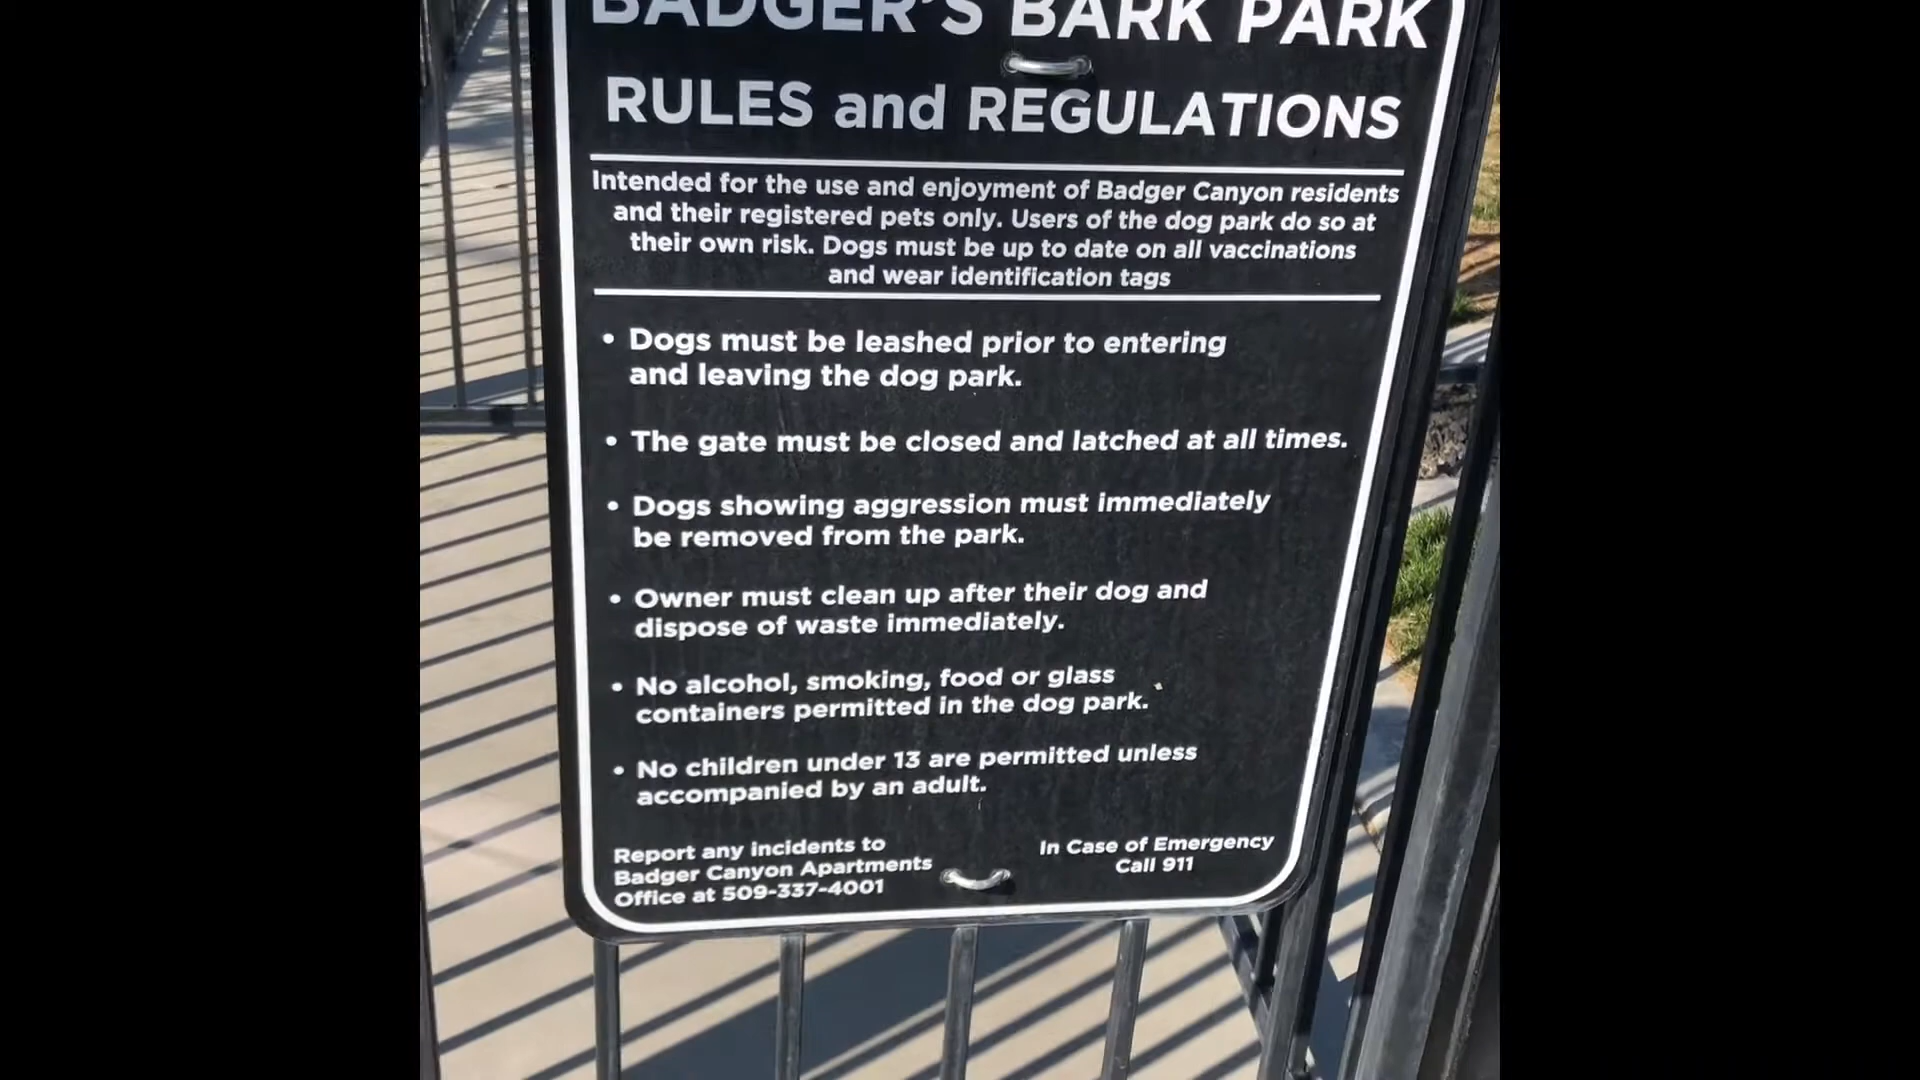 BADGER'S BARK PARK
RULES and REGULATIONS
Intended for the use and enjoyment of Badger Canyon residents
and their registered pets only. Users of the dog park do so at
their own risk. Dogs must be up to date on all vaccinations
and wear identification tags
• Dogs must be leashed prior to entering
and leaving the dog park.
• The gate must be closed and latched at all times.
• Dogs showing aggression must immediately
be removed from the park.
• Owner must clean up after their dog and
dispose of waste immediately.
• No alcohol, smoking, food or glass
containers permitted in the dog park.
• No children under 13 are permitted unless
accompanied by an adult.
Report any incidents to
Badger Canyon Apartments
Office at 509-337-4001
In Case of Emergency
Call 911